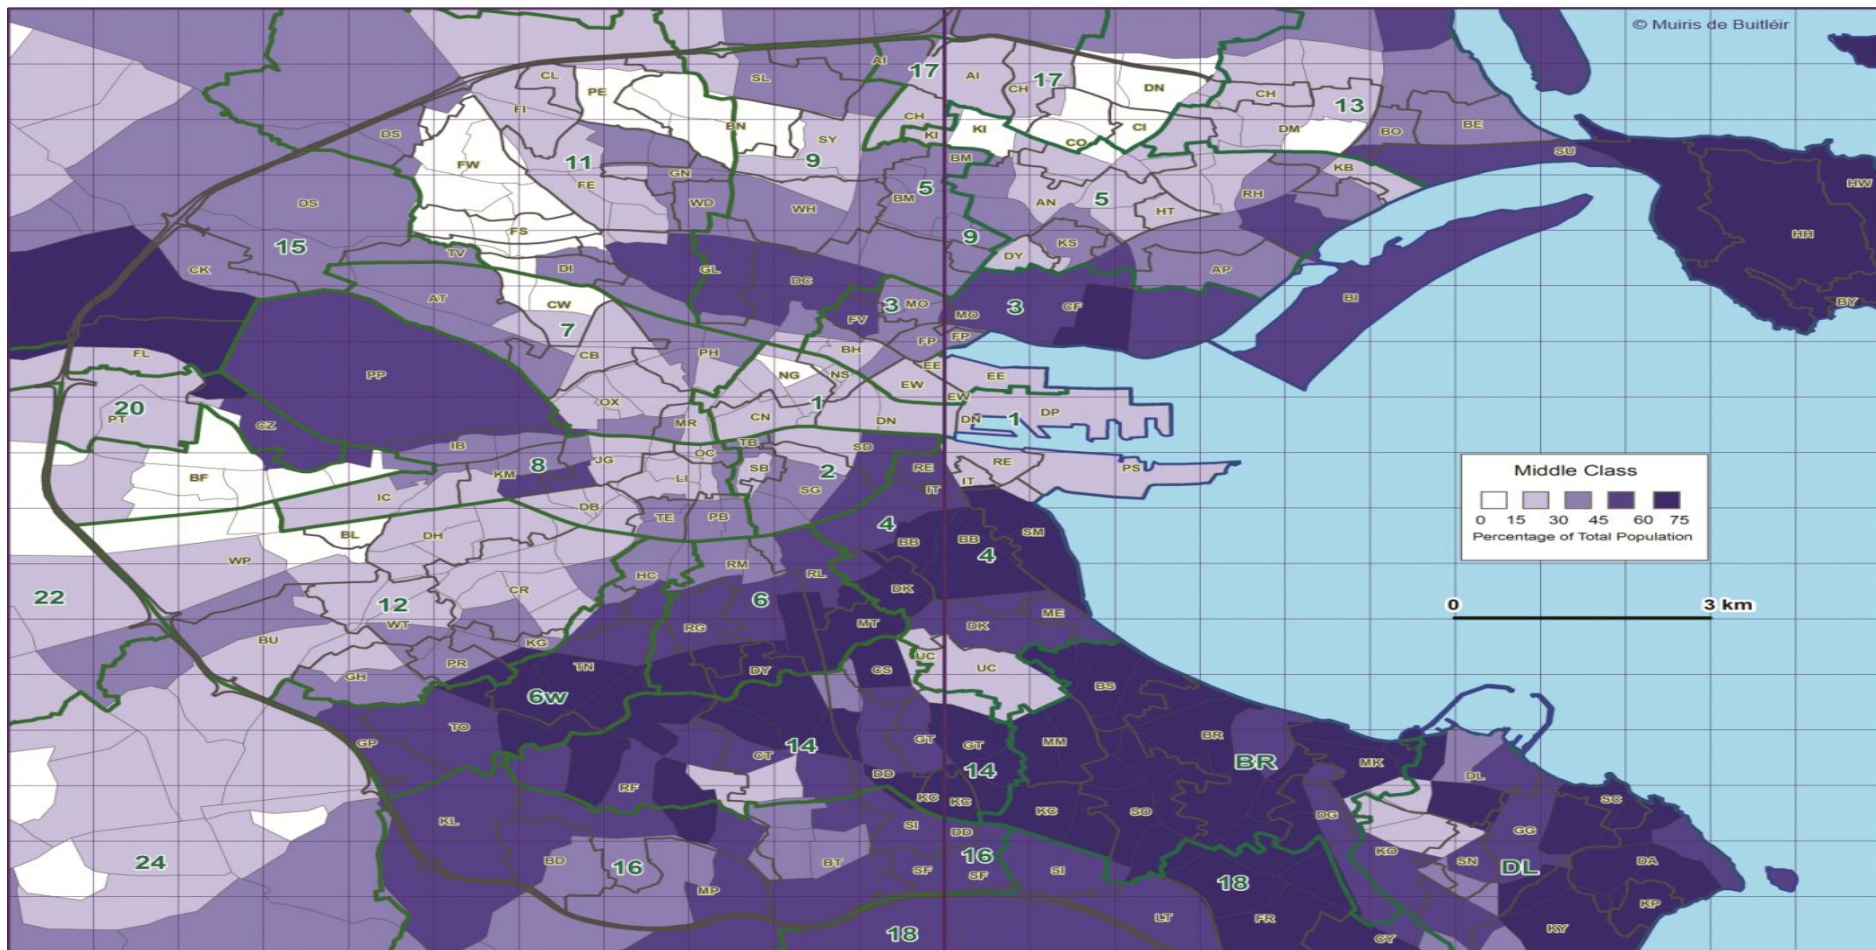 © Muiris de Buitléir
AI
17
CL
SL
AI
CH
17
PE
DN
CH
13
FI
DS
BN
SY
CH
KI
KI
CO
CI
DM
BO
BE
FW
11
9
BM
SU
FE
GN
5
KB
HW
DS
WD
WH
BM
AN
5
HT
RH
15
FS
9
KS
HH
TV
DY
CK
DI
GL
DC
AP
AT
CW
3
MO
MO
3
CF
BI
BY
7
FV
FL
CB
PH
BH
FP
FP
PP
NG
NS
EE
EE
EW
EW
20
PT
OX
CN
1
DN
DN
1
DP
CZ
MR
IB
JG
OC
TB
SD
BF
KM
8
LI
SB
2
SG
RE
IT
RE
IT
PS
IC
DB
TE
PB
4
BL
DH
BB
BB
4
SM
WP
HC
RM
RL
DK
22
12
CR
6
WT
RG
MT
DK
ME
BU
KG
UC
UC
GH
PR
TN
DY
CS
6w
BS
TO
GP
CT
14
GT
GT
MM
BR
BR
14
MK
DL
RF
DD
KC
KC
KC
SO
DG
SC
KL
SI
DD
GG
24
BD
16
BT
SF
16
SF
SI
KO
SN
DL
DA
MP
18
KP
18
LT
FR
CY
KY
Middle Class
0 15 30 45 60 75
Percentage of Total Population
0 3 km